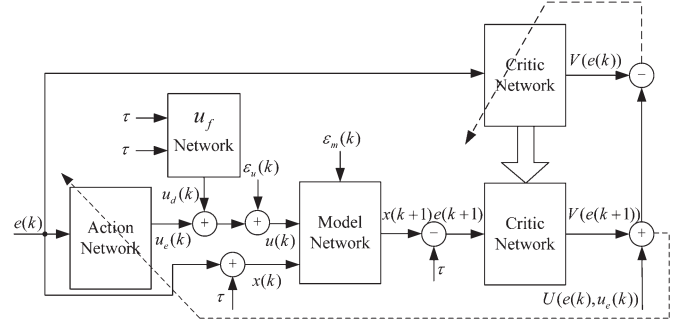 Critic
Network
V(e(k))
−
τ
u_f
Network
τ
ε_u(k)
ε_m(k)
u_d(k)
e(k)
Action
Network
u_e(k)
+
+
u(k)
Model
Network
x(k+1)
e(k+1)
−
Critic
Network
V(e(k+1))
+
+
x(k)
τ
τ
U(e(k),u_e(k))